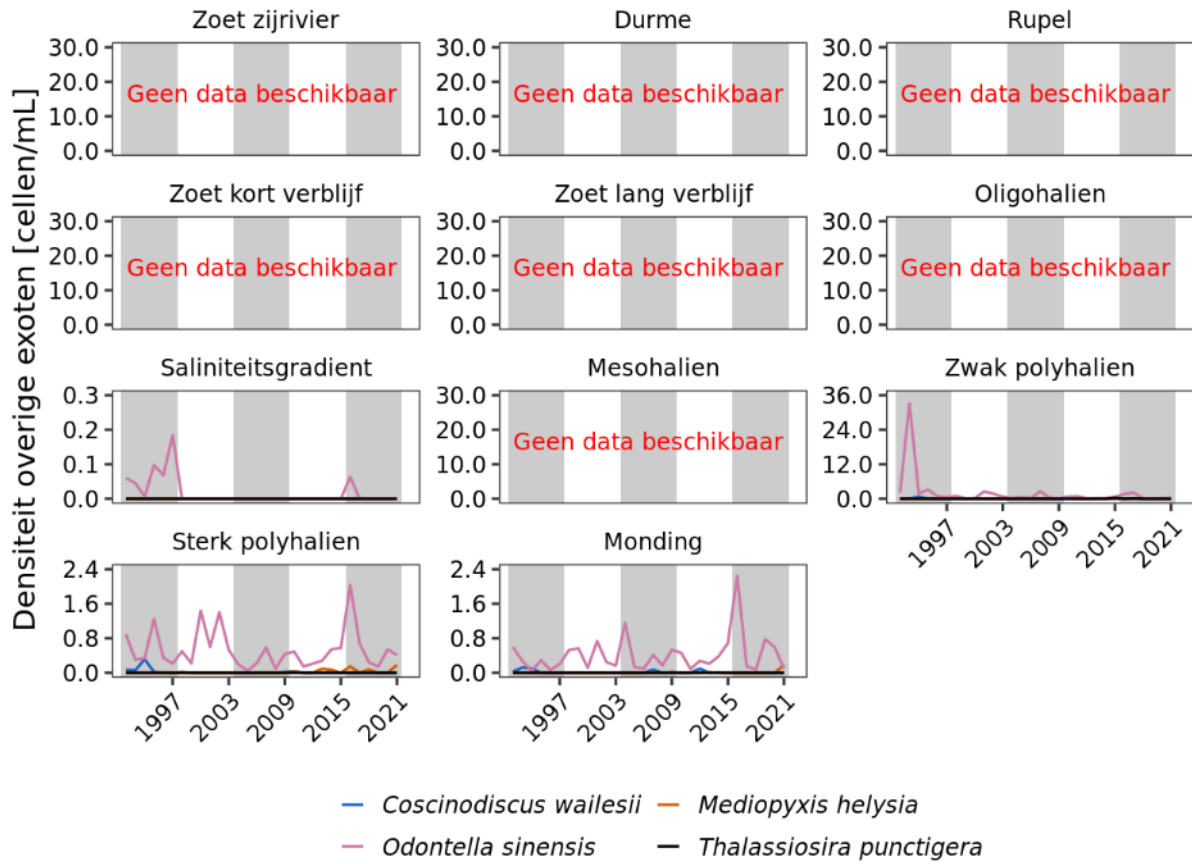 Densiteit overige exoten [cellen/mL]
Zoet zijrivier Durme Rupel
30.0 30.0 30.0
20.0 20.0 20.0
Geen data beschikbaar Geen data beschikbaar Geen data beschikbaar
10.0 10.0 10.0
0.0 0.0 0.0
Zoet kort verblijf Zoet lang verblijf Oligohalien
30.0 30.0 30.0
20.0 20.0 20.0
Geen data beschikbaar Geen data beschikbaar Geen data beschikbaar
10.0 10.0 10.0
0.0 0.0 0.0
Saliniteitsgradient Mesohalien Zwak polyhalien
0.3 30.0 36.0
0.2 20.0 24.0
Geen data beschikbaar
0.1 10.0 12.0
0.0 0.0 0.0
1997 2003 2009 2015 2021
Sterk polyhalien Monding
2.4 2.4
1.6 1.6
0.8 0.8
0.0 0.0
1997 2003 2009 2015 2021 1997 2003 2009 2015 2021
Coscinodiscus wailesii Mediopyxis helysia
Odontella sinensis Thalassiosira punctigera